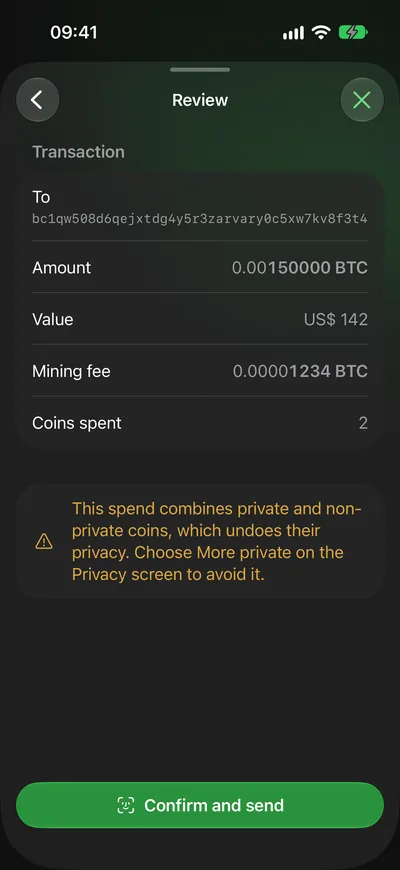 09:41
Review
Transaction
To
bc1qw508d6qejxtdg4y5r3zarvary0c5xw7kv8f3t4
Amount 0.00150000 BTC
Value US$ 142
Mining fee 0.00001234 BTC
Coins spent 2
This spend combines private and non-
private coins, which undoes their
privacy. Choose More private on the
Privacy screen to avoid it.
Confirm and send